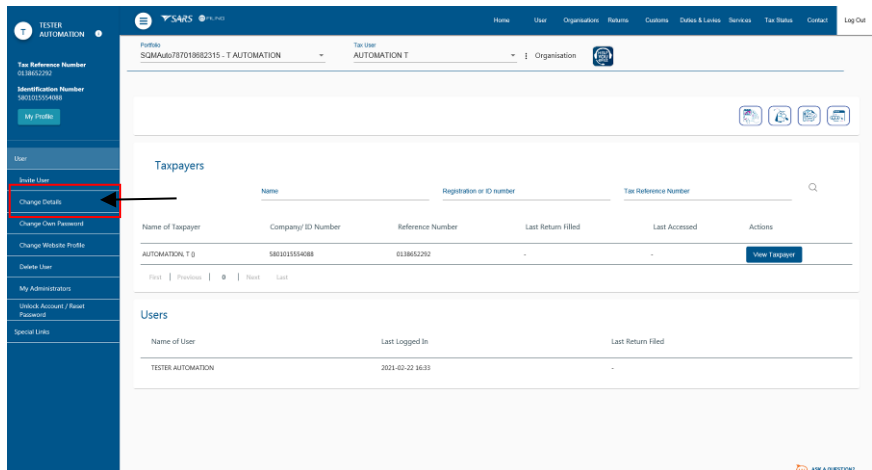 T
TESTER
AUTOMATION
Tax Reference Number
0138652292
Identification Number
5801015554088
My Profile
User
Invite User
Change Details
Change Own Password
Change Website Profile
Delete User
My Administrators
Unlock Account / Reset
Password
Special Links
SARS eFILING
Home User Organisations Returns Customs Duties & Levies Services Tax Status Contact Log Out
Portfolio
SQMAuto787018682315 - T AUTOMATION
Tax User
AUTOMATION T
Organisation
Taxpayers
Name Registration or ID number Tax Reference Number
Name of Taxpayer Company/ ID Number Reference Number Last Return Filled Last Accessed Actions
AUTOMATION, T () 5801015554088 0138652292 - - View Taxpayer
First | Previous | 0 | Next Last
Users
Name of User Last Logged In Last Return Filed
TESTER AUTOMATION 2021-02-22 16:33 -
ASK A QUESTION?